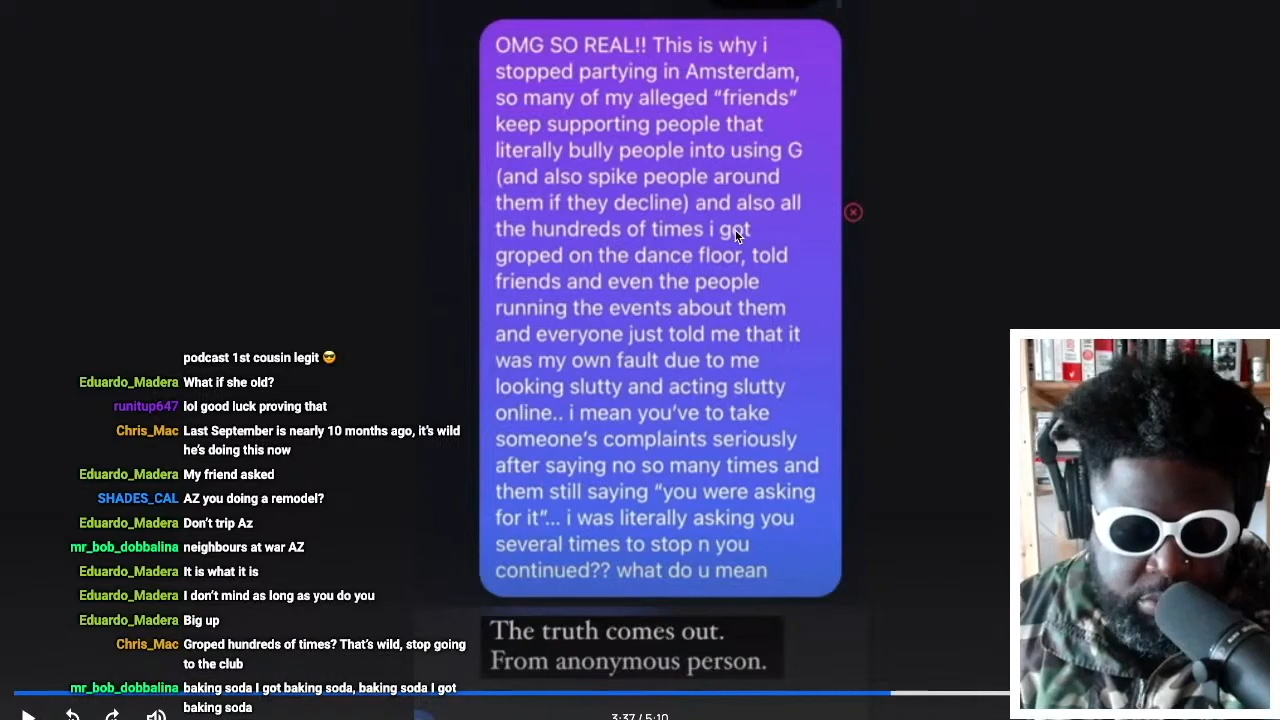 OMG SO REAL!! This is why i
stopped partying in Amsterdam,
so many of my alleged “friends”
keep supporting people that
literally bully people into using G
(and also spike people around
them if they decline) and also all
the hundreds of times i got
groped on the dance floor, told
friends and even the people
running the events about them
and everyone just told me that it
was my own fault due to me
looking slutty and acting slutty
online.. i mean you’ve to take
someone’s complaints seriously
after saying no so many times and
them still saying “you were asking
for it”... i was literally asking you
several times to stop n you
continued?? what do u mean
The truth comes out.
From anonymous person.
podcast 1st cousin legit 😎
Eduardo_Madera What if she old?
runitup647 lol good luck proving that
Chris_Mac Last September is nearly 10 months ago, it’s wild
he’s doing this now
Eduardo_Madera My friend asked
SHADES_CAL AZ you doing a remodel?
Eduardo_Madera Don’t trip Az
mr_bob_dobbalina neighbours at war AZ
Eduardo_Madera It is what it is
Eduardo_Madera I don’t mind as long as you do you
Eduardo_Madera Big up
Chris_Mac Groped hundreds of times? That’s wild, stop going
to the club
mr_bob_dobbalina baking soda I got baking soda, baking soda I got
baking soda
3:37 / 5:10